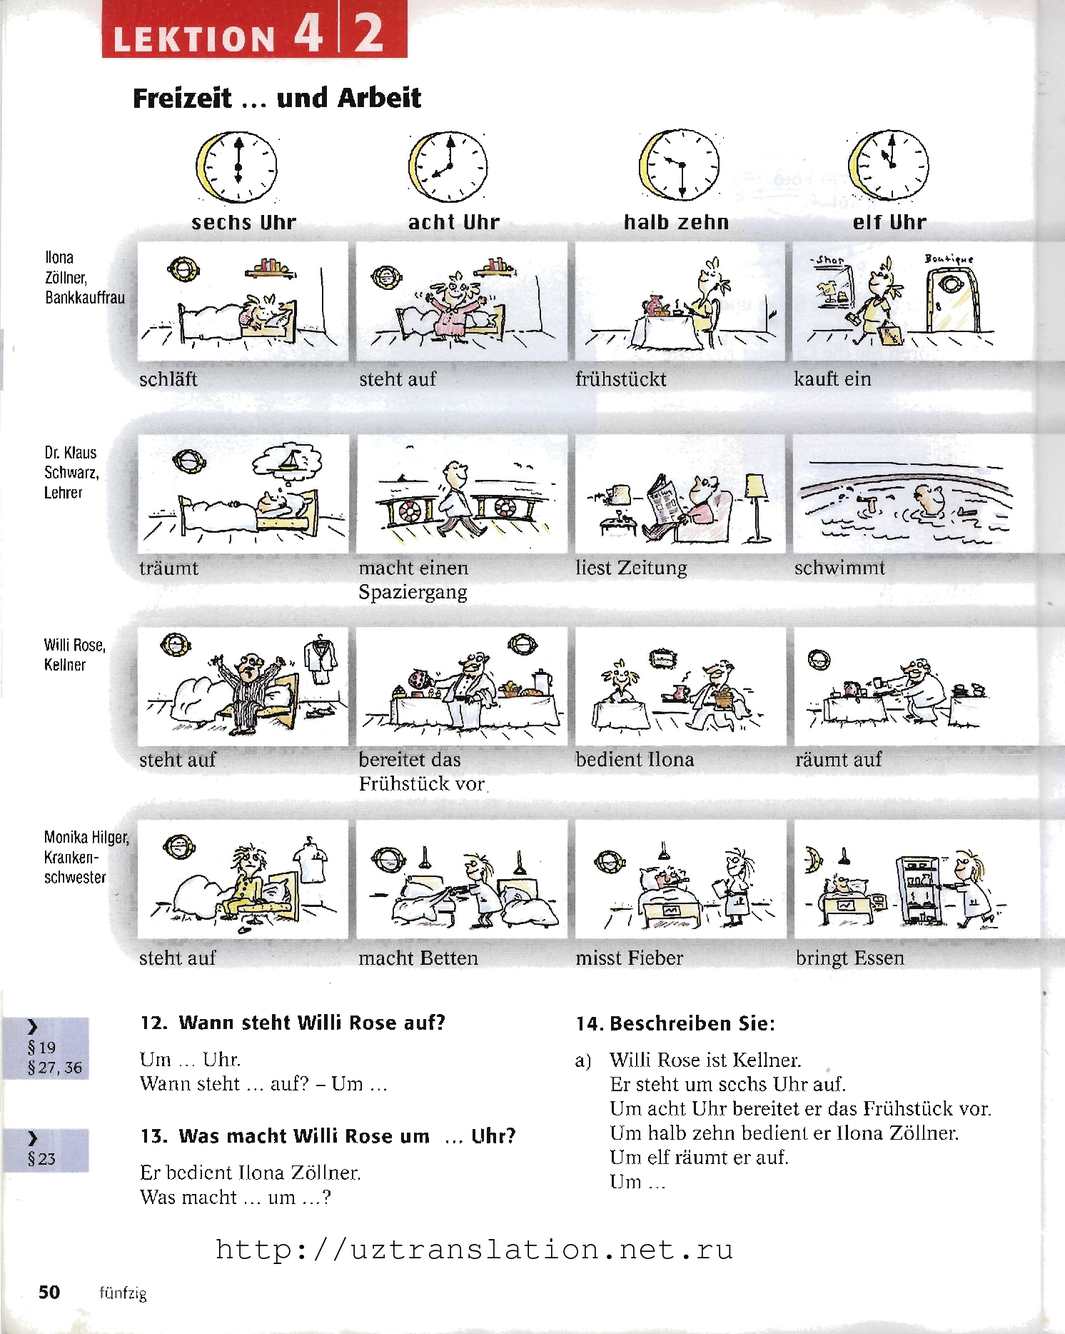 LEKTION 4 2
Freizeit ... und Arbeit
sechs Uhr
acht Uhr
halb zehn
elf Uhr
Ilona
Zöllner,
Bankkauffrau
-Shop
Boutique
schläft
steht auf
frühstückt
kauft ein
Dr. Klaus
Schwarz,
Lehrer
träumt
macht einen
Spaziergang
liest Zeitung
schwimmt
Willi Rose,
Kellner
steht auf
bereitet das
Frühstück vor
bedient Ilona
räumt auf
Monika Hilger,
Kranken-
schwester
steht auf
macht Betten
misst Fieber
bringt Essen
❯
§ 19
§ 27, 36
12. Wann steht Willi Rose auf?
Um ... Uhr.
Wann steht ... auf? – Um ...
❯
§ 23
13. Was macht Willi Rose um ... Uhr?
Er bedient Ilona Zöllner.
Was macht ... um ...?
14. Beschreiben Sie:
a) Willi Rose ist Kellner.
Er steht um sechs Uhr auf.
Um acht Uhr bereitet er das Frühstück vor.
Um halb zehn bedient er Ilona Zöllner.
Um elf räumt er auf.
Um ...
http://uztranslation.net.ru
50 fünfzig